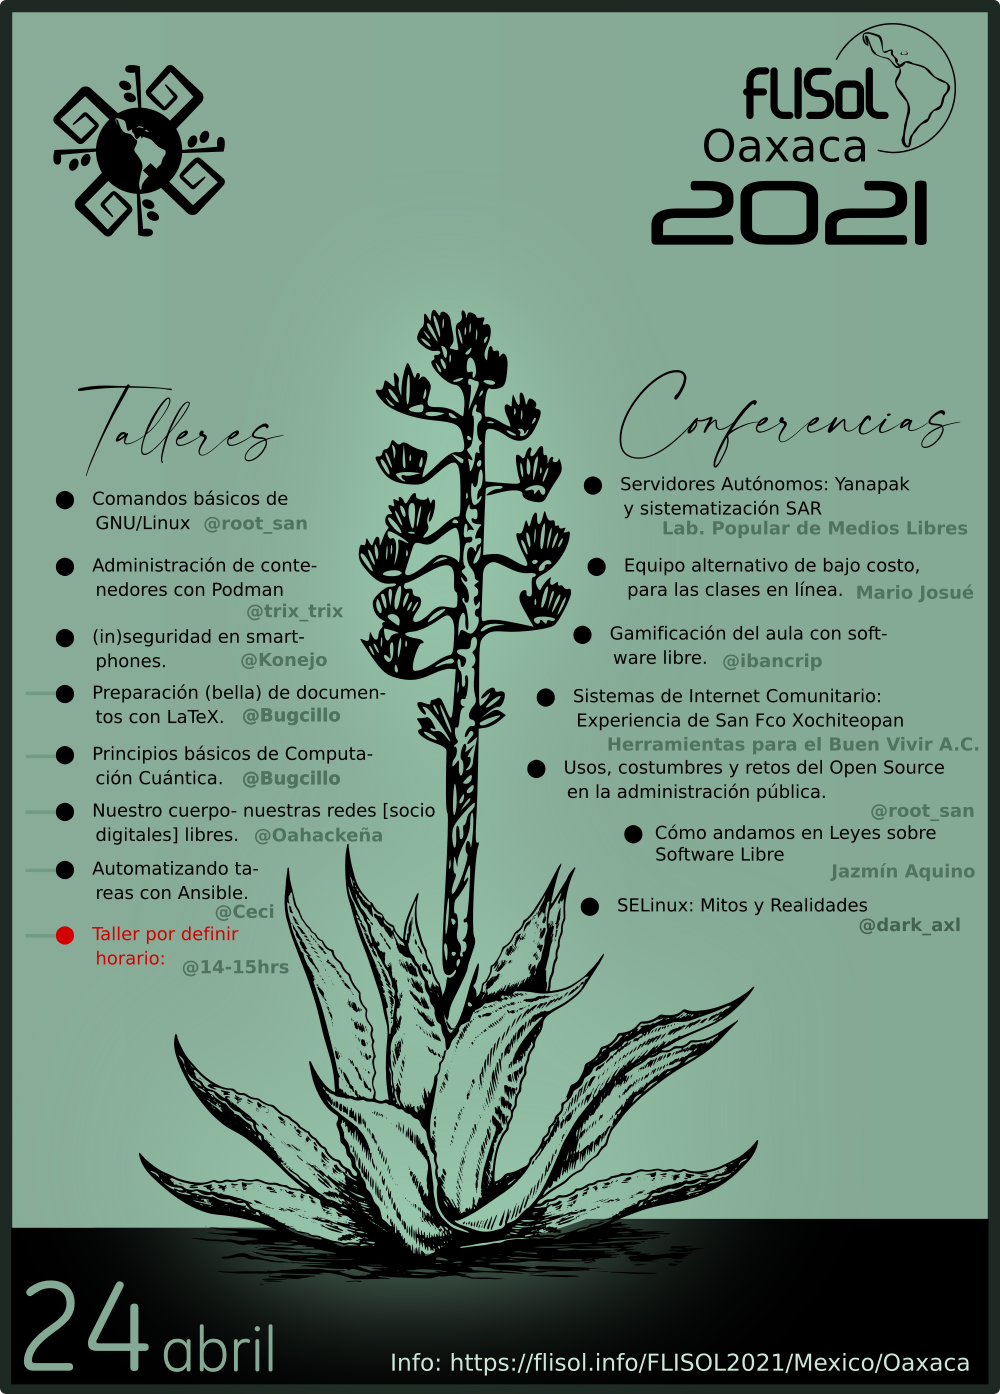 fLISoL
Oaxaca
2021
Talleres
Comandos básicos de
GNU/Linux @root_san
Administración de conte-
nedores con Podman
@trix_trix
(in)seguridad en smart-
phones. @Konejo
Preparación (bella) de documen-
tos con LaTeX. @Bugcillo
Principios básicos de Computa-
ción Cuántica. @Bugcillo
Nuestro cuerpo- nuestras redes [socio
digitales] libres. @Oahackeña
Automatizando ta-
reas con Ansible.
@Ceci
Taller por definir
horario: @14-15hrs
Conferencias
Servidores Autónomos: Yanapak
y sistematización SAR
Lab. Popular de Medios Libres
Equipo alternativo de bajo costo,
para las clases en línea. Mario Josué
Gamificación del aula con soft-
ware libre. @ibancrip
Sistemas de Internet Comunitario:
Experiencia de San Fco Xochiteopan
Herramientas para el Buen Vivir A.C.
Usos, costumbres y retos del Open Source
en la administración pública.
@root_san
Cómo andamos en Leyes sobre
Software Libre
Jazmín Aquino
SELinux: Mitos y Realidades
@dark_axl
24 abril
Info: https://flisol.info/FLISOL2021/Mexico/Oaxaca